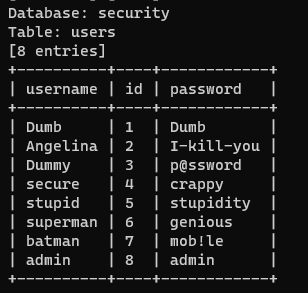 Database: security
Table: users
[8 entries]
+----------+----+------------+
| username | id | password   |
+----------+----+------------+
| Dumb     | 1  | Dumb       |
| Angelina | 2  | I-kill-you |
| Dummy    | 3  | p@ssword   |
| secure   | 4  | crappy     |
| stupid   | 5  | stupidity  |
| superman | 6  | genious    |
| batman   | 7  | mob!le     |
| admin    | 8  | admin      |
+----------+----+------------+